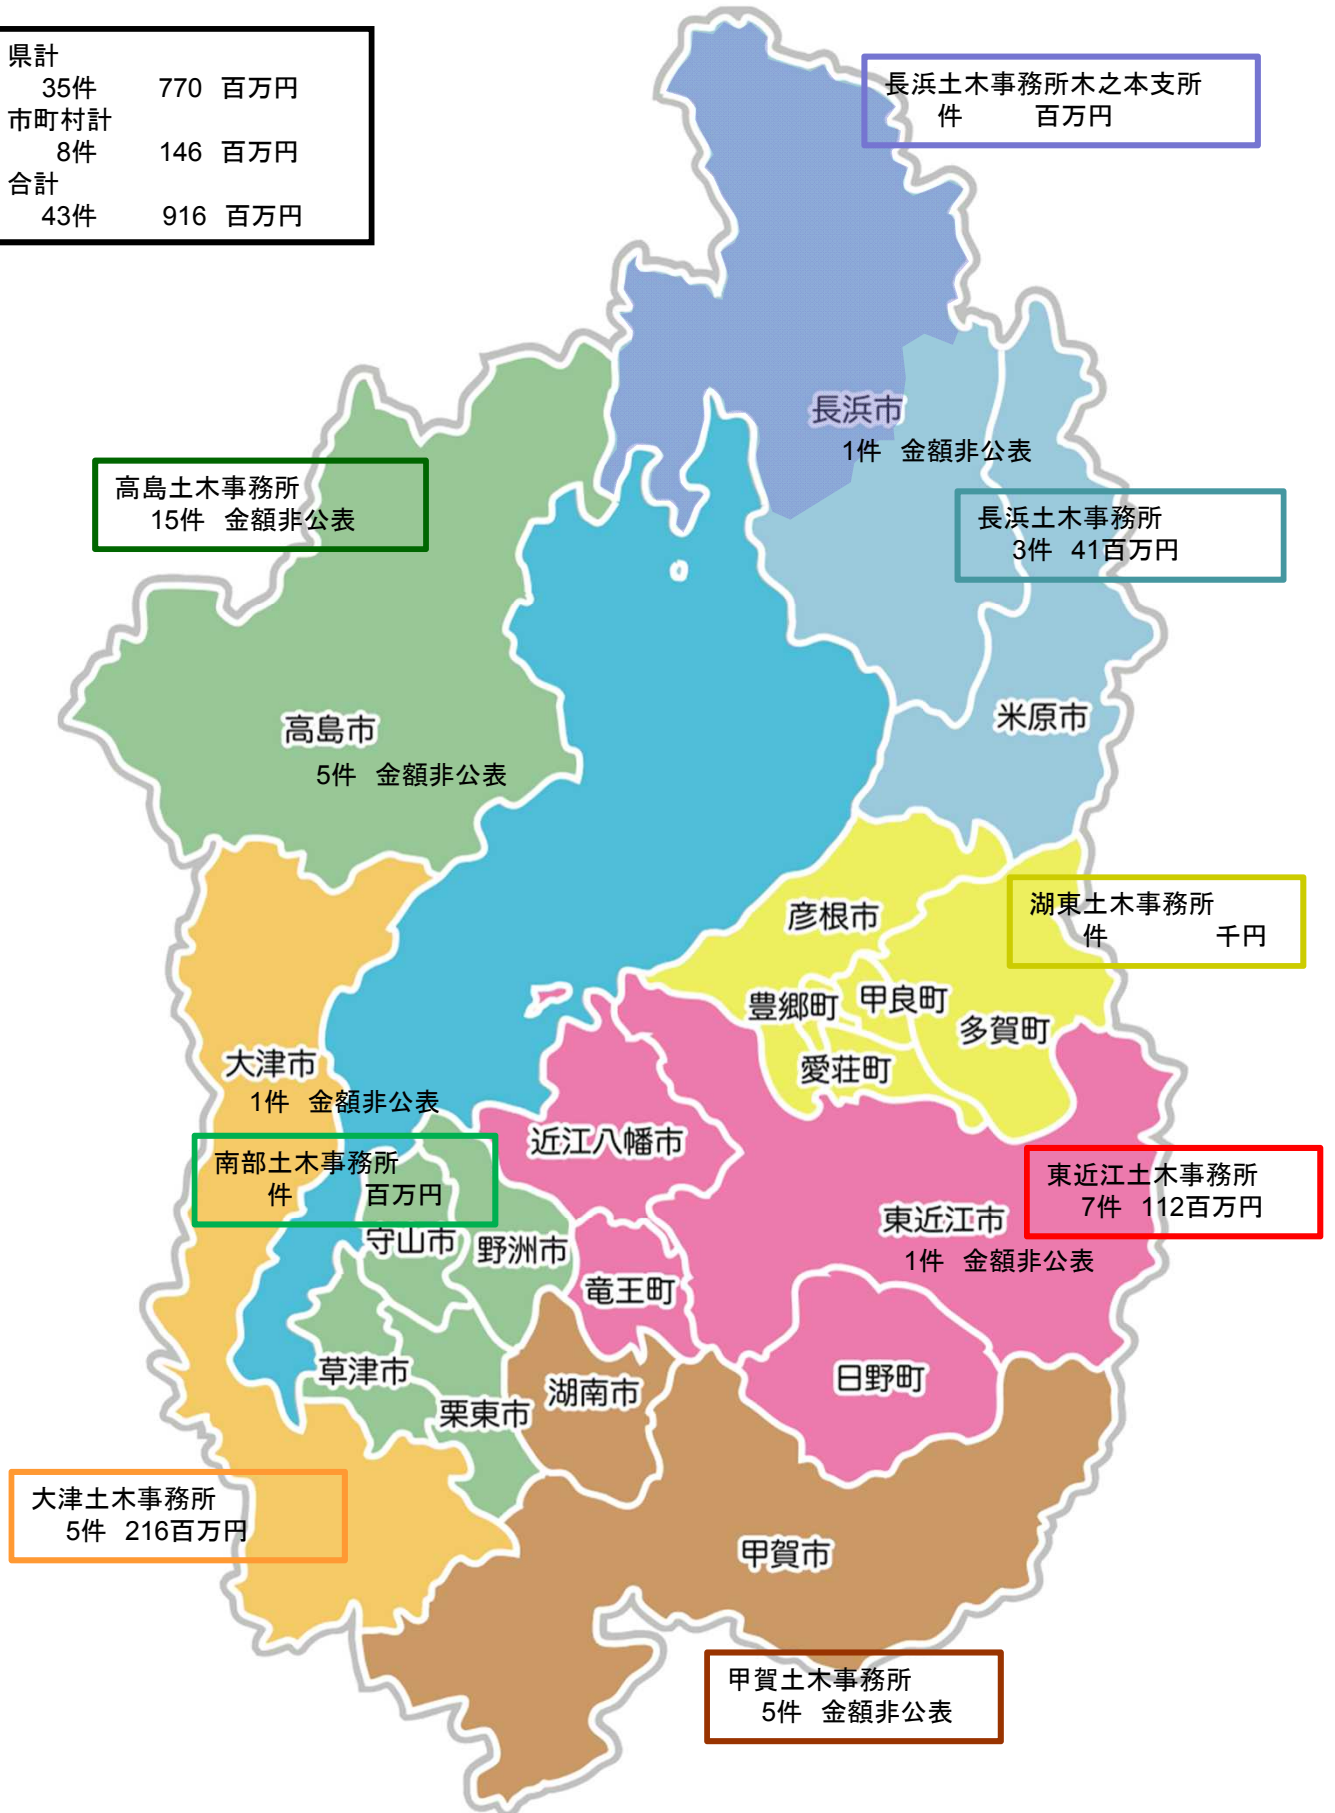 県計
35件 770 百万円
市町村計
8件 146 百万円
合計
43件 916 百万円
長浜土木事務所木之本支所
件 百万円
長浜市
1件 金額非公表
高島土木事務所
15件 金額非公表
長浜土木事務所
3件 41百万円
米原市
高島市
5件 金額非公表
彦根市
湖東土木事務所
件 千円
豊郷町
甲良町
多賀町
愛荘町
大津市
1件 金額非公表
近江八幡市
南部土木事務所
件 百万円
東近江土木事務所
7件 112百万円
東近江市
1件 金額非公表
守山市
野洲市
竜王町
草津市
湖南市
日野町
栗東市
大津土木事務所
5件 216百万円
甲賀市
甲賀土木事務所
5件 金額非公表